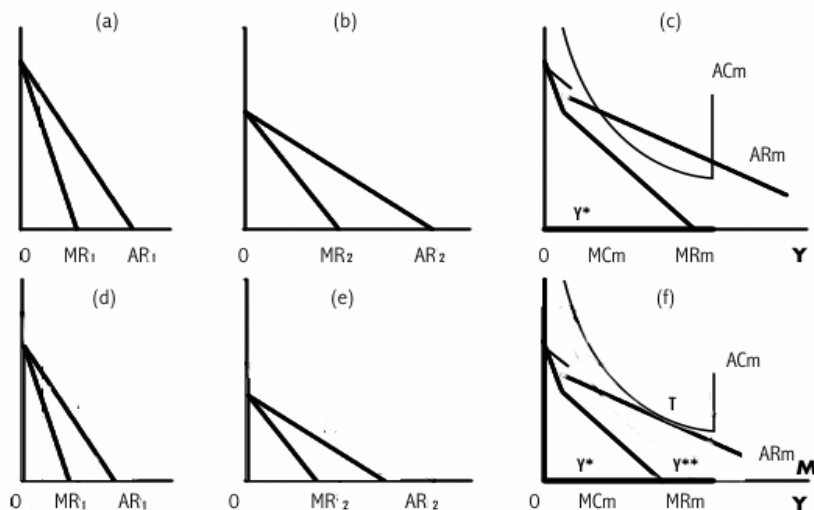 (a) (b) (c)
ACm
ARm
Y*
0 MR₁ AR₁ 0 MR₂ AR₂ 0 MCm MRm Y
(d) (e) (f)
ACm
T
ARm M
Y* Y**
0 MR₁ AR₁ 0 MR₂ AR₂ 0 MCm MRm Y